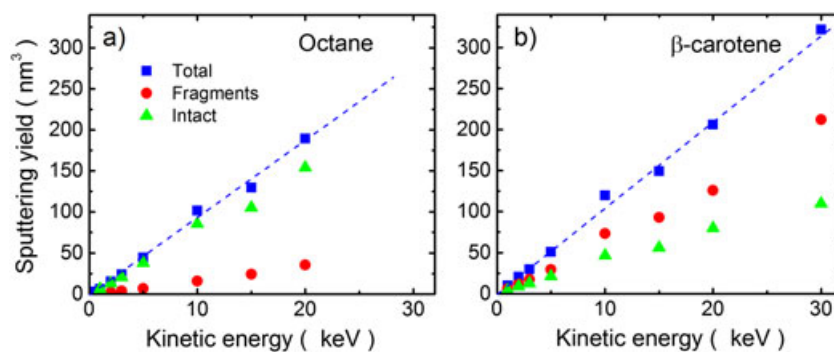 a)
Octane
Total
Fragments
Intact
Sputtering yield ( nm³ )
300
250
200
150
100
50
0
0 10 20 30
Kinetic energy ( keV )
b)
β-carotene
300
250
200
150
100
50
0
0 10 20 30
Kinetic energy ( keV )